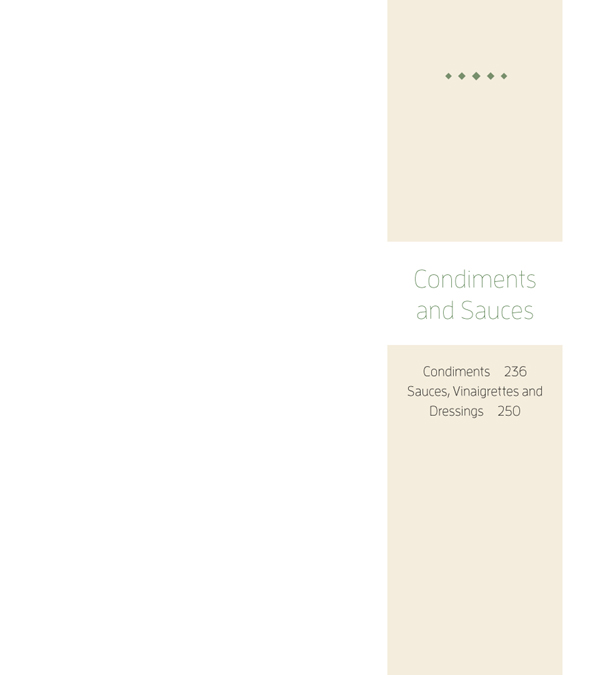 Condiments
and Sauces
Condiments 236
Sauces, Vinaigrettes and
Dressings 250